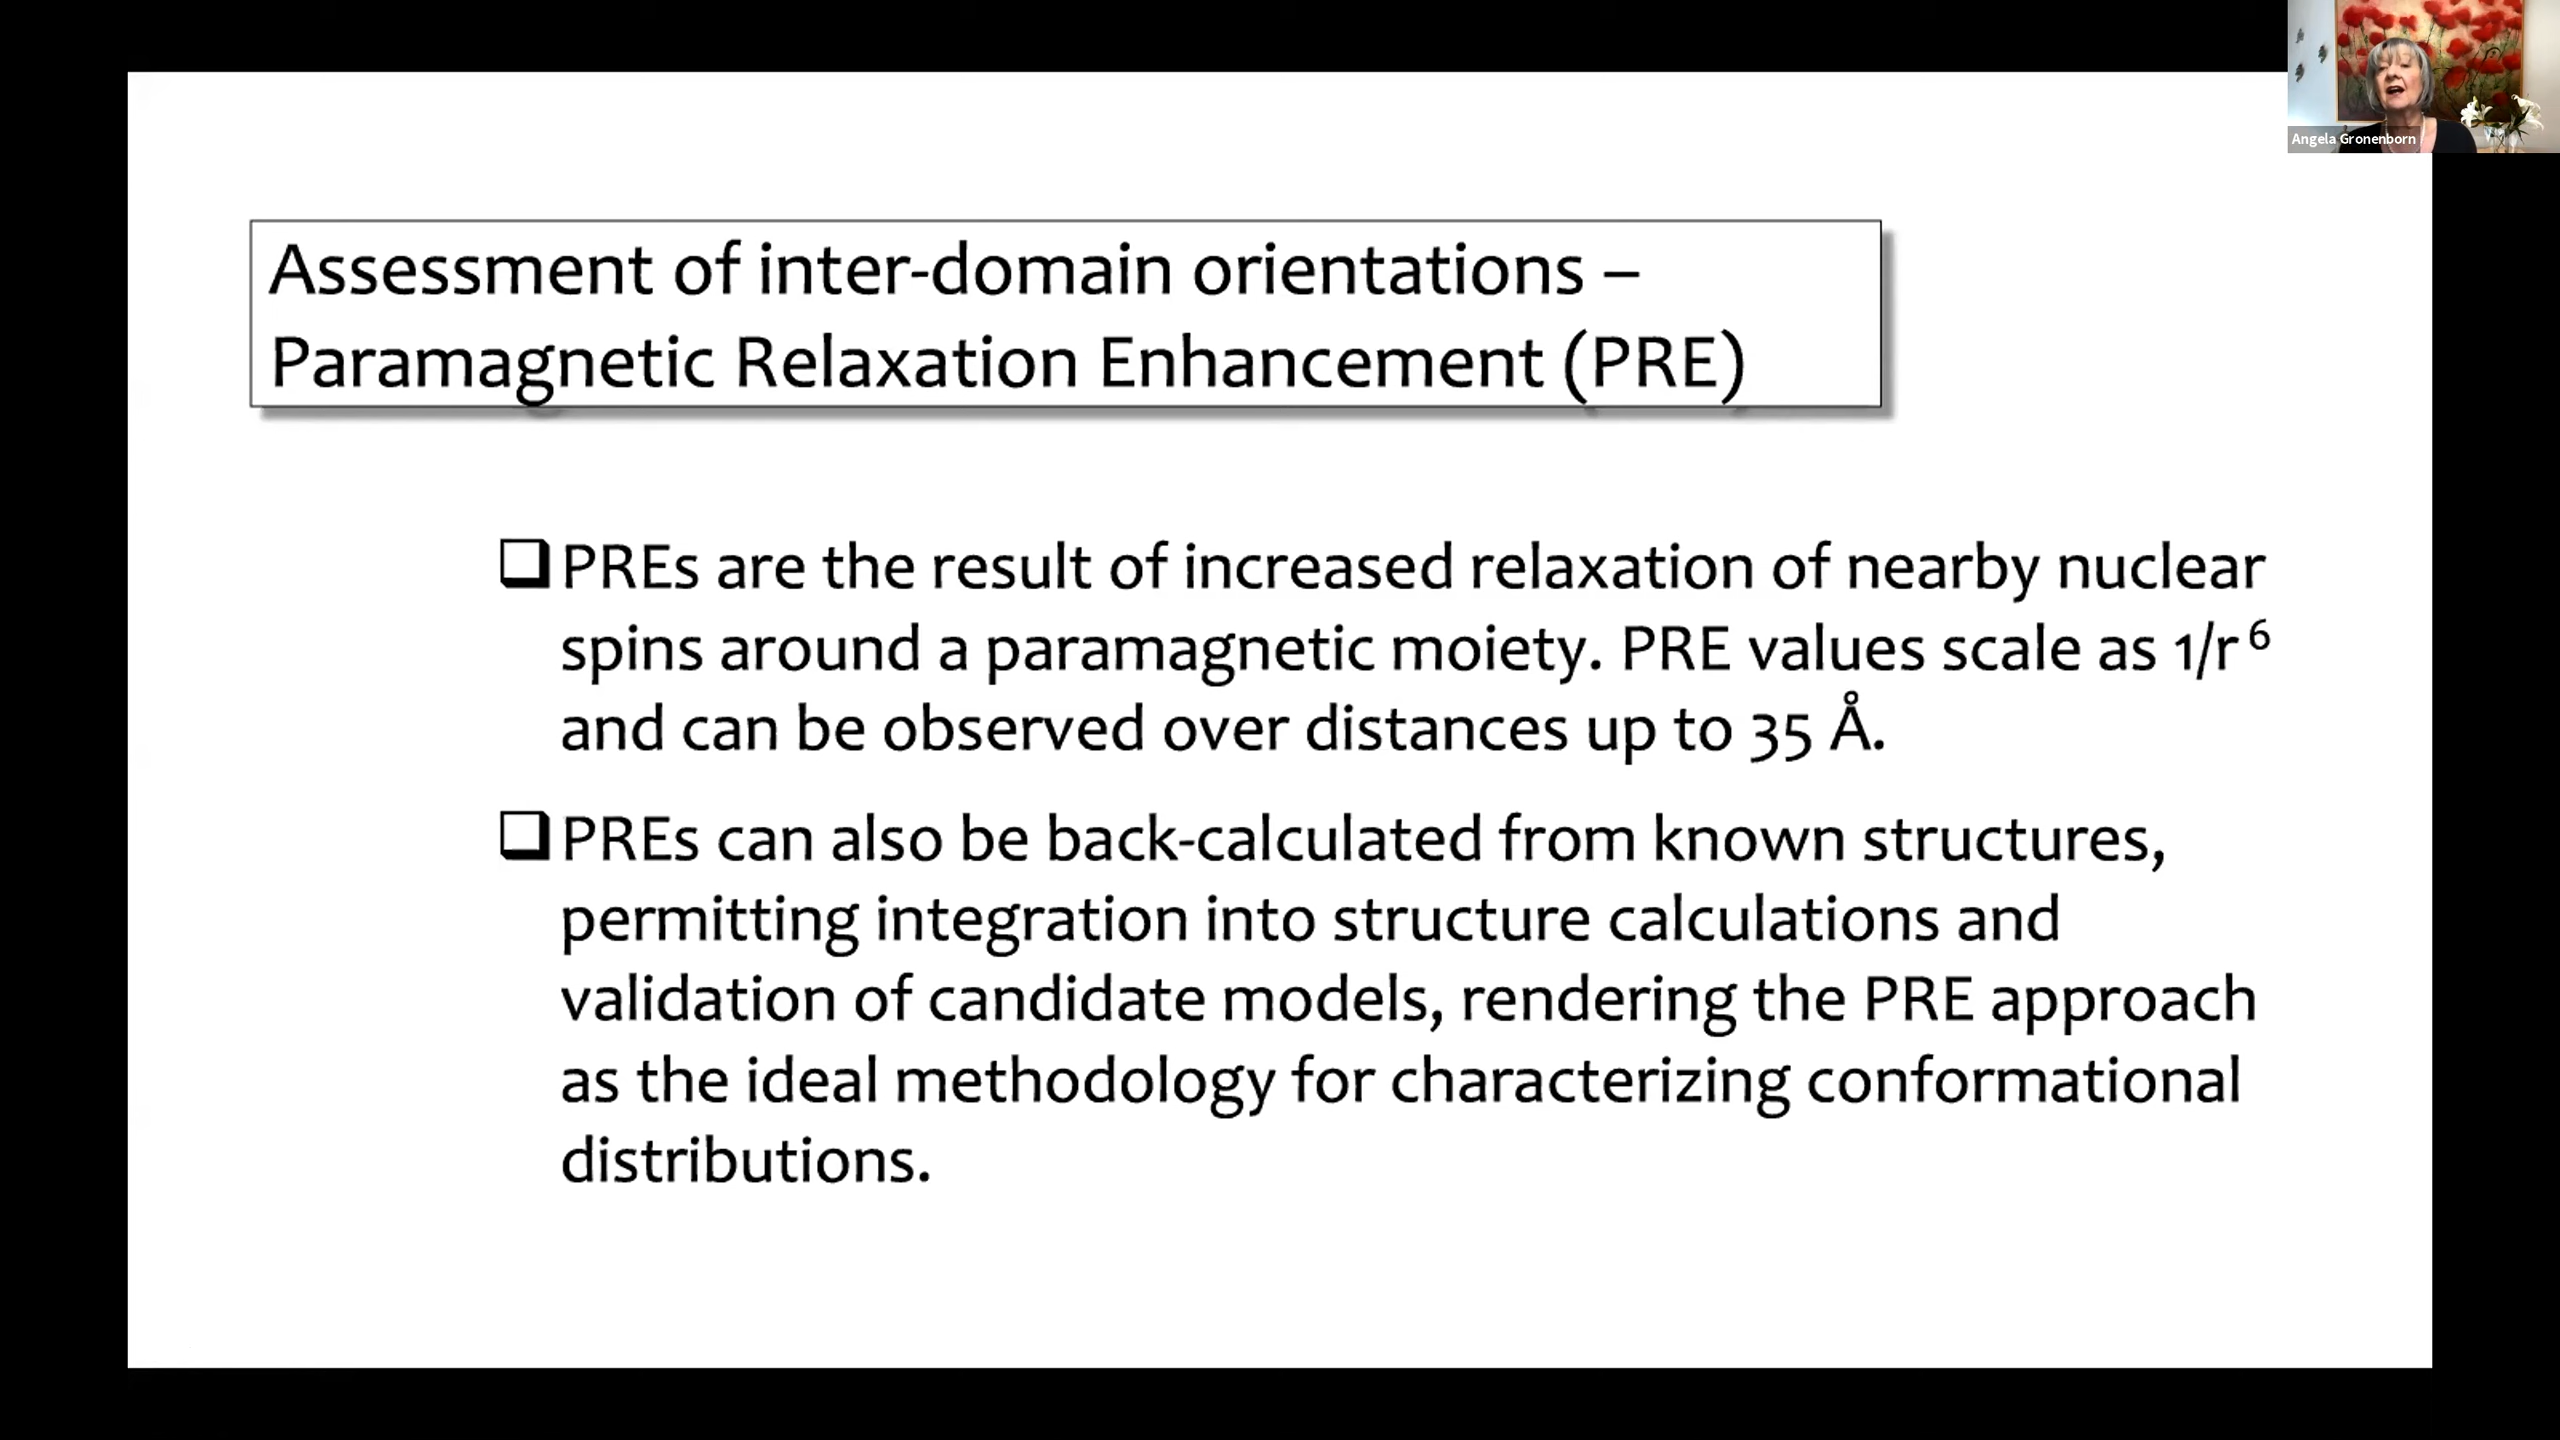 Angela Gronenborn
Assessment of inter-domain orientations –
Paramagnetic Relaxation Enhancement (PRE)
PREs are the result of increased relaxation of nearby nuclear
spins around a paramagnetic moiety. PRE values scale as 1/r⁶
and can be observed over distances up to 35 Å.
PREs can also be back-calculated from known structures,
permitting integration into structure calculations and
validation of candidate models, rendering the PRE approach
as the ideal methodology for characterizing conformational
distributions.